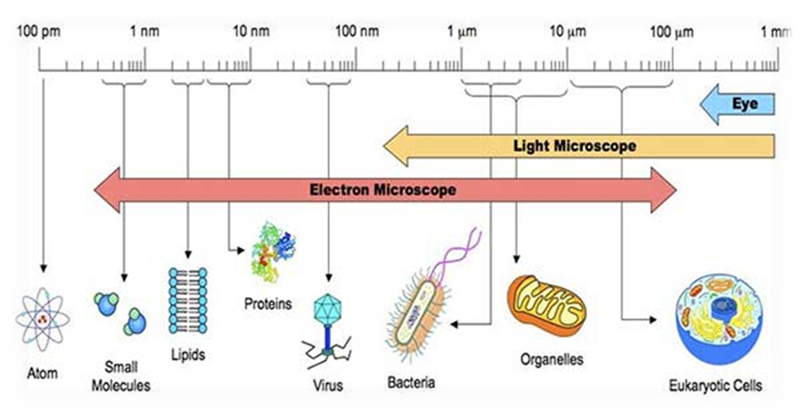 100 pm 1 nm 10 nm 100 nm 1 µm 10 µm 100 µm 1 mm
Eye
Light Microscope
Electron Microscope
Proteins
Lipids
Organelles
Atom
Small
Molecules
Virus
Bacteria
Eukaryotic Cells